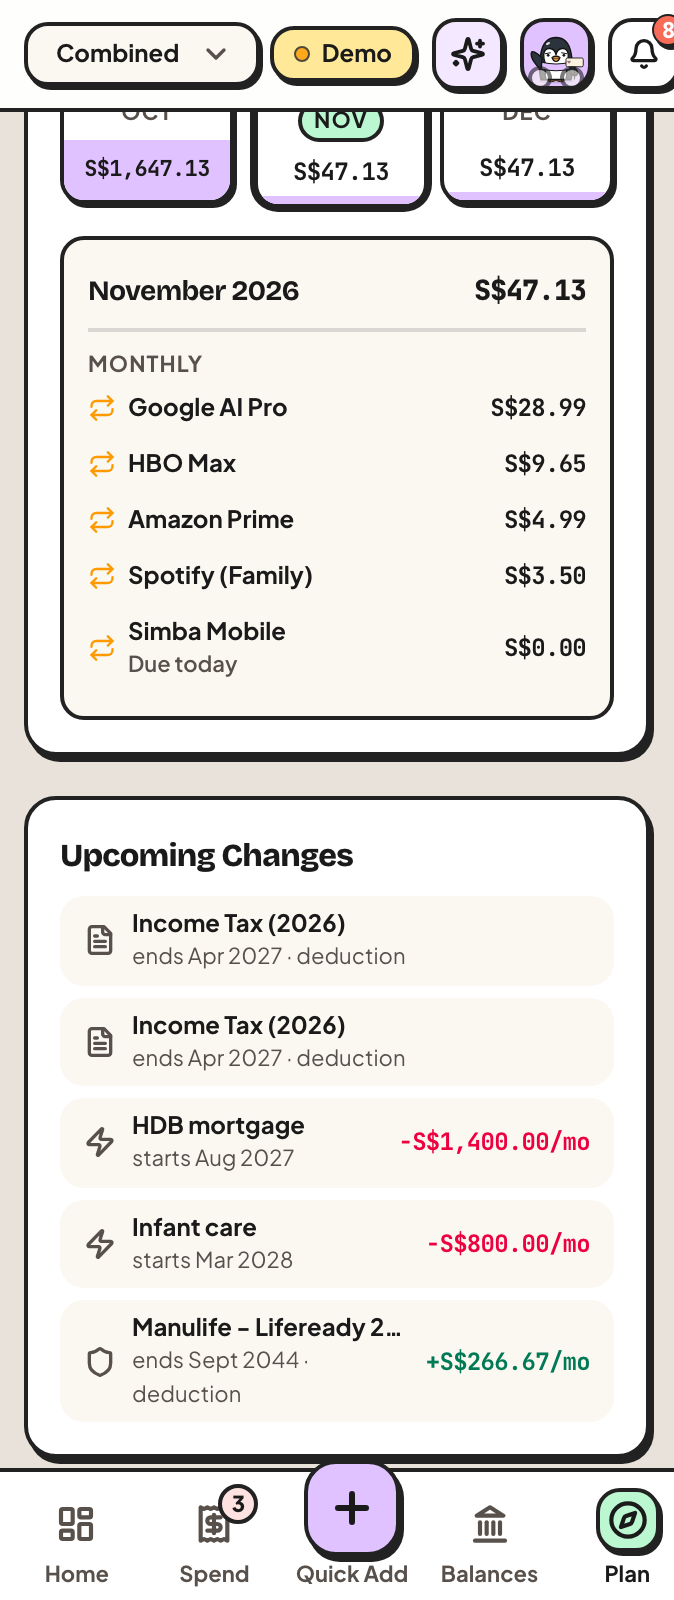 Combined
Demo
8
OCT
NOV
DEC
S$1,647.13
S$47.13
S$47.13
November 2026
S$47.13
MONTHLY
Google AI Pro
S$28.99
HBO Max
S$9.65
Amazon Prime
S$4.99
Spotify (Family)
S$3.50
Simba Mobile
Due today
S$0.00
Upcoming Changes
Income Tax (2026)
ends Apr 2027 · deduction
Income Tax (2026)
ends Apr 2027 · deduction
HDB mortgage
starts Aug 2027
-S$1,400.00/mo
Infant care
starts Mar 2028
-S$800.00/mo
Manulife – Lifeready 2...
ends Sept 2044 ·
deduction
+S$266.67/mo
3
Home
Spend
Quick Add
Balances
Plan